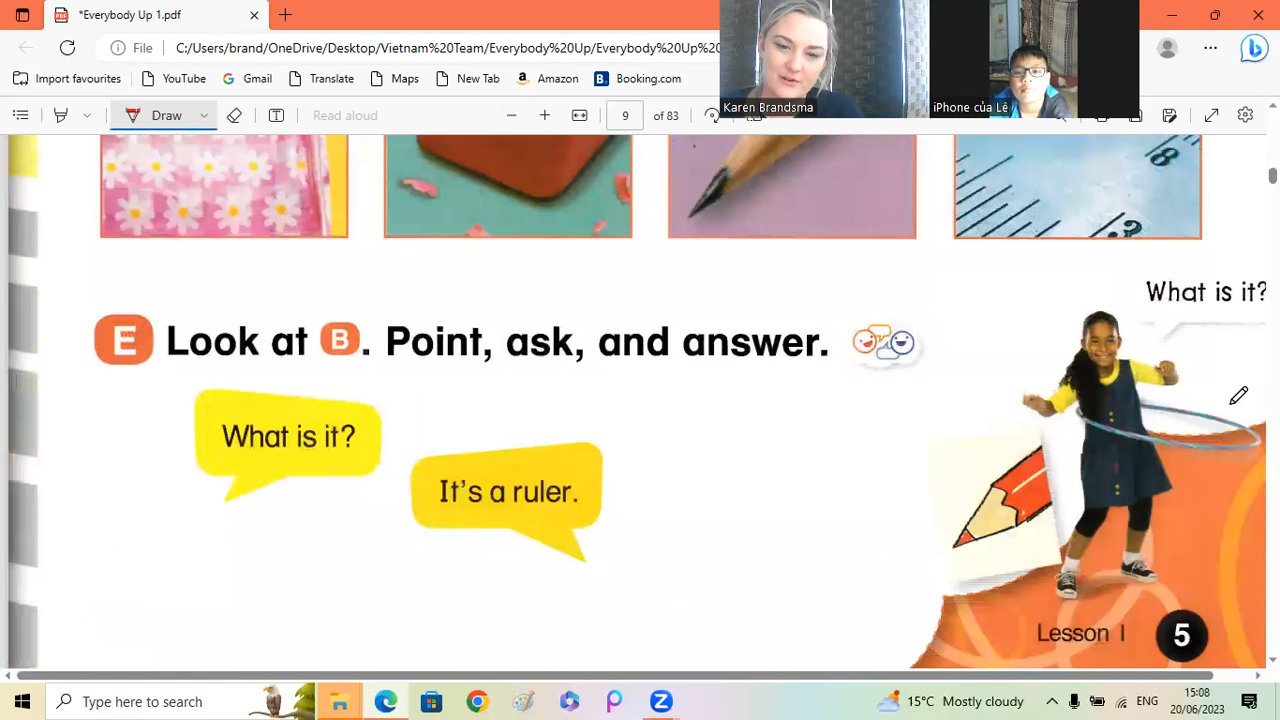 *Everybody Up 1.pdf
File
C:/Users/brand/OneDrive/Desktop/Vietnam%20Team/Everybody%20Up/Everybody%20Up%20
Import favourites
YouTube
Gmail
Translate
Maps
New Tab
Amazon
B. Booking.com
Draw
Read aloud
9 of 83
Karen Brandsma
iPhone của Lê
8
3
What is it?
E Look at B. Point, ask, and answer.
What is it?
It's a ruler.
Lesson 1 5
Type here to search
15°C Mostly cloudy
ENG
15:08
20/06/2023